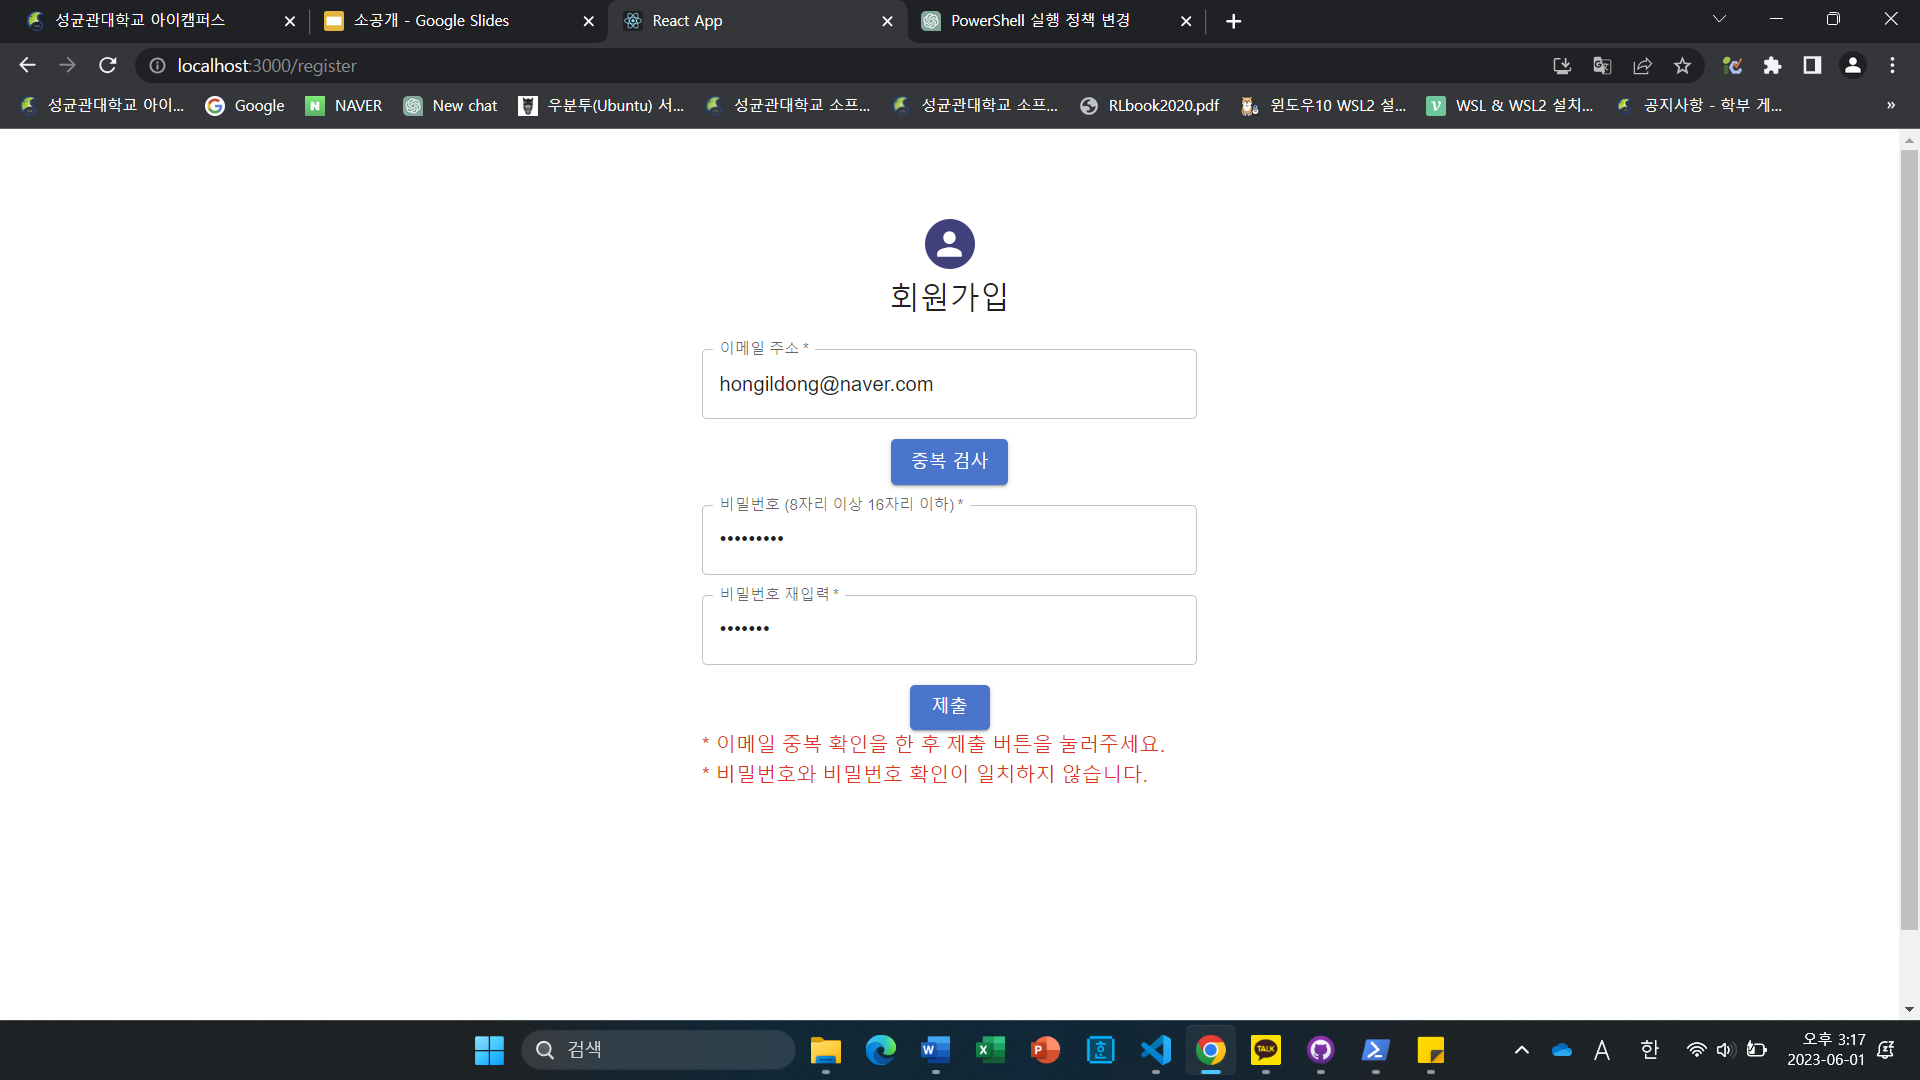 성균관대학교 아이캠퍼스
소공개 - Google Slides
React App
PowerShell 실행 정책 변경
localhost:3000/register
성균관대학교 아이...
Google
NAVER
New chat
우분투(Ubuntu) 서...
성균관대학교 소프...
성균관대학교 소프...
RLbook2020.pdf
윈도우10 WSL2 설...
WSL & WSL2 설치...
공지사항 - 학부 게...
»
회원가입
이메일 주소 *
hongildong@naver.com
중복 검사
비밀번호 (8자리 이상 16자리 이하) *
•••••••••
비밀번호 재입력 *
•••••••
제출
* 이메일 중복 확인을 한 후 제출 버튼을 눌러주세요.
* 비밀번호와 비밀번호 확인이 일치하지 않습니다.
검색
A
한
오후 3:17
2023-06-01